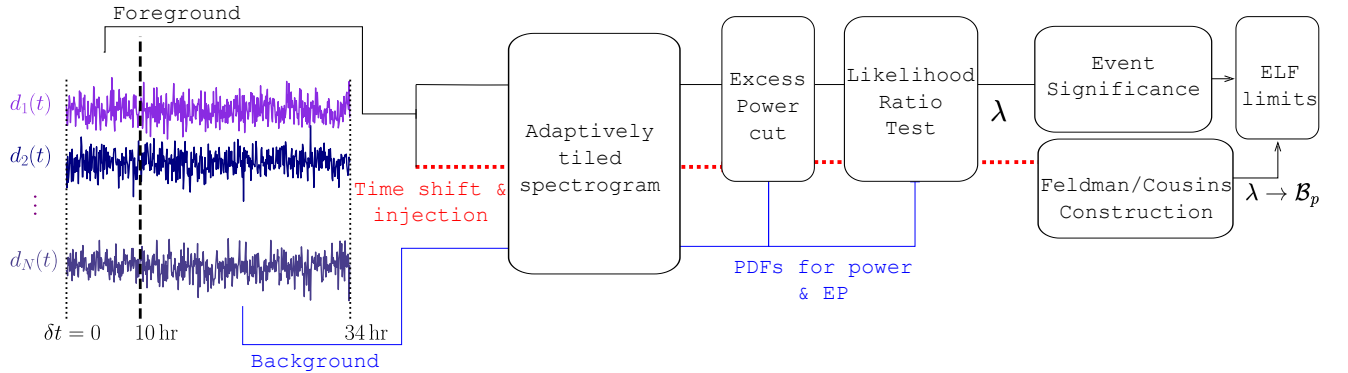 Foreground
d₁(t)
d₂(t)
⋮
d_N(t)
δt = 0
10 hr
34 hr
Background
Time shift &
injection
Adaptively
tiled
spectrogram
Excess
Power
cut
PDFs for power
& EP
Likelihood
Ratio
Test
λ
Event
Significance
Feldman/Cousins
Construction
λ → 𝓑ₚ
ELF
limits